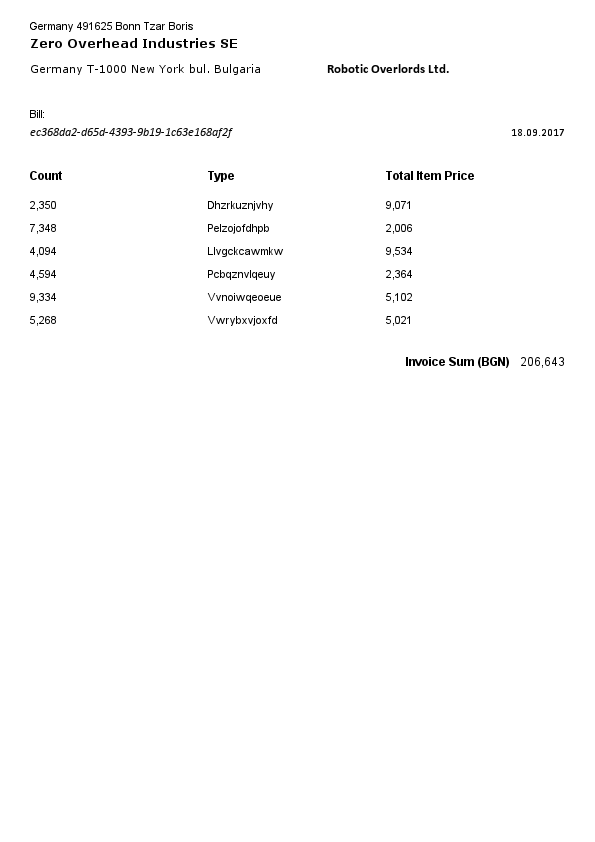 Germany 491625 Bonn Tzar Boris
Zero Overhead Industries SE
Germany T-1000 New York bul. Bulgaria
Robotic Overlords Ltd.
Bill:
ec368da2-d65d-4393-9b19-1c63e168af2f
18.09.2017
Count Type Total Item Price
2,350 Dhzrkuznjvhy 9,071
7,348 Pelzojofdhpb 2,006
4,094 Llvgckcawmkw 9,534
4,594 Pcbqznvlqeuy 2,364
9,334 Vvnoiwqeoeue 5,102
5,268 Vwrybxvjoxfd 5,021
Invoice Sum (BGN) 206,643